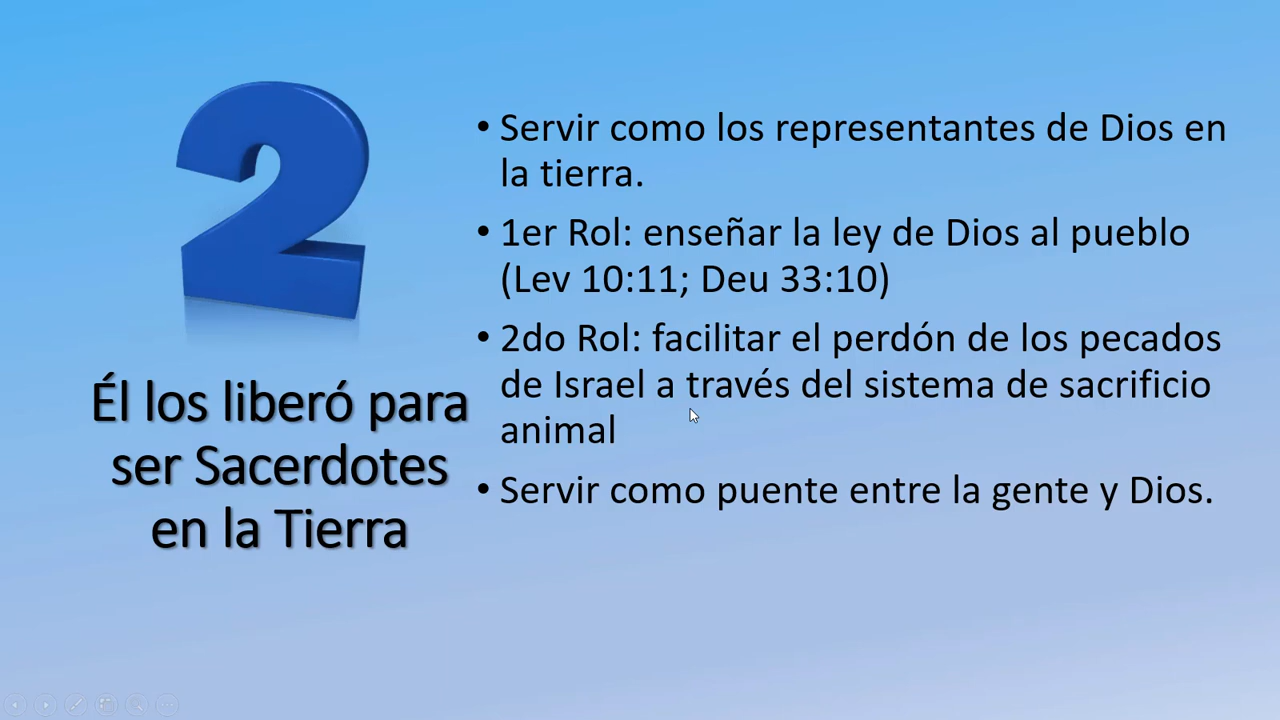 2
Él los liberó para
ser Sacerdotes
en la Tierra
• Servir como los representantes de Dios en
la tierra.
• 1er Rol: enseñar la ley de Dios al pueblo
(Lev 10:11; Deu 33:10)
• 2do Rol: facilitar el perdón de los pecados
de Israel a través del sistema de sacrificio
animal
• Servir como puente entre la gente y Dios.